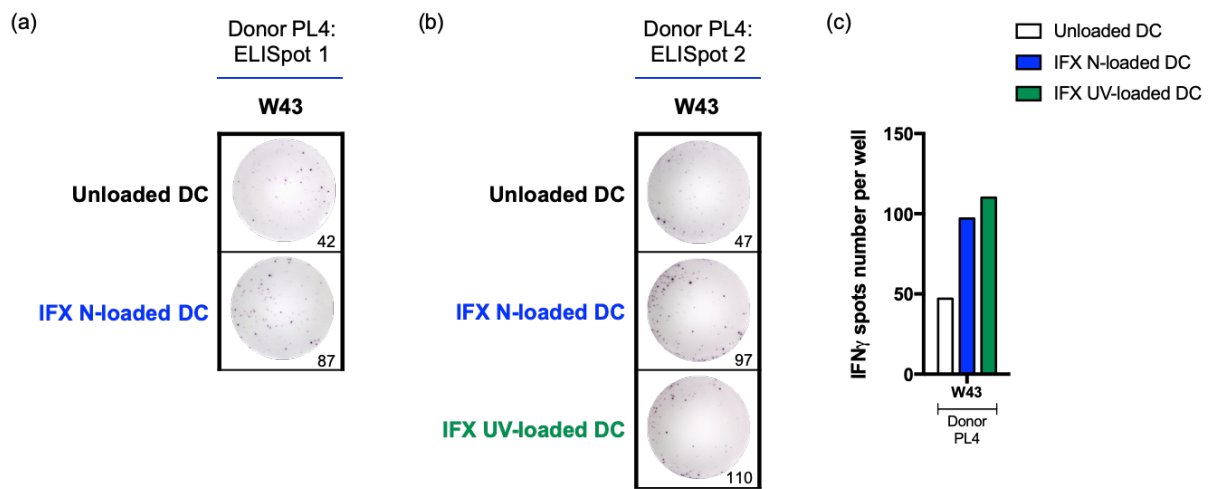 (a)
Donor PL4:
ELISpot 1
W43
Unloaded DC
42
IFX N-loaded DC
87
(b)
Donor PL4:
ELISpot 2
W43
Unloaded DC
47
IFX N-loaded DC
97
IFX UV-loaded DC
110
(c)
Unloaded DC
IFX N-loaded DC
IFX UV-loaded DC
IFNγ spots number per well
150
100
50
0
W43
Donor
PL4